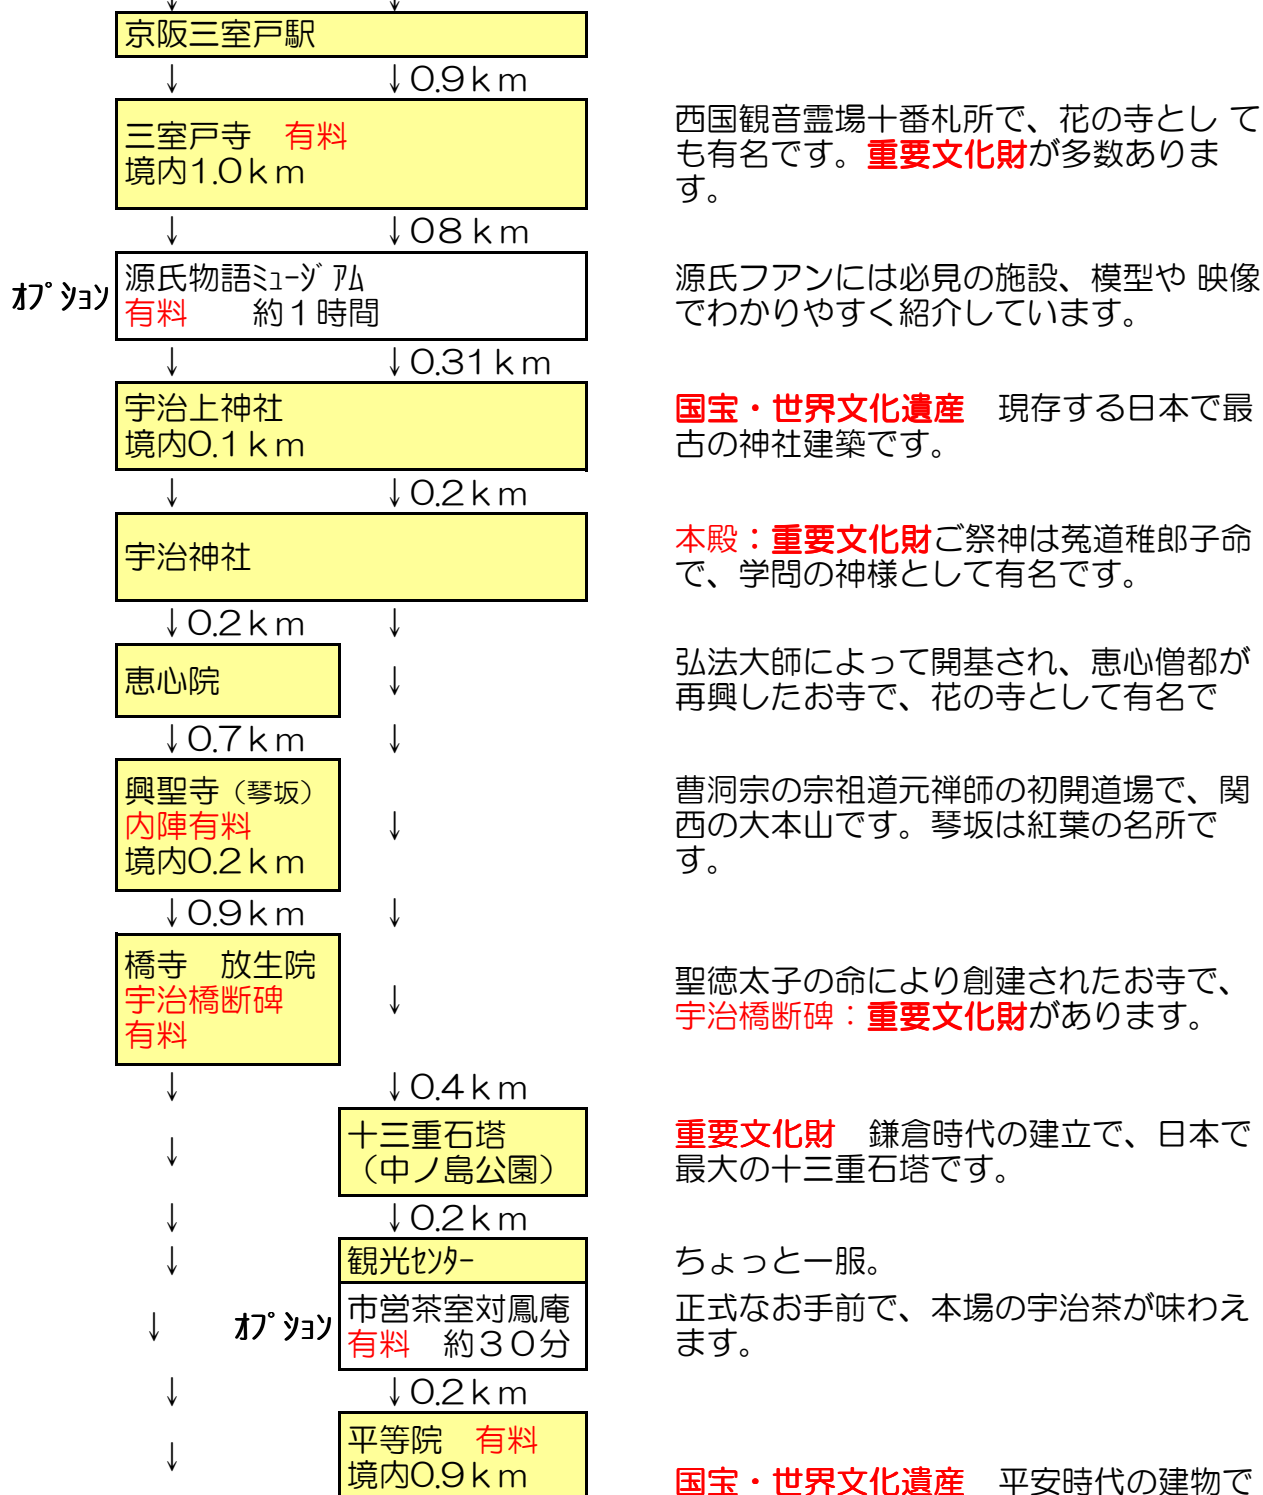 ↓ ↓
京阪三室戸駅
↓ ↓0.9km
三室戸寺 有料
境内1.0km
西国観音霊場十番札所で、花の寺とし て
も有名です。重要文化財が多数ありま
す。
↓ ↓08km
オプション
源氏物語ミュージアム
有料 約1時間
源氏フアンには必見の施設、模型や 映像
でわかりやすく紹介しています。
↓ ↓0.31km
宇治上神社
境内0.1km
国宝・世界文化遺産 現存する日本で最
古の神社建築です。
↓ ↓0.2km
宇治神社
本殿：重要文化財ご祭神は菟道稚郎子命
で、学問の神様として有名です。
↓0.2km ↓
恵心院
↓
弘法大師によって開基され、恵心僧都が
再興したお寺で、花の寺として有名で
↓0.7km ↓
興聖寺（琴坂）
内陣有料
境内0.2km
↓
曹洞宗の宗祖道元禅師の初開道場で、関
西の大本山です。琴坂は紅葉の名所で
す。
↓0.9km ↓
橋寺 放生院
宇治橋断碑
有料
↓
聖徳太子の命により創建されたお寺で、
宇治橋断碑：重要文化財があります。
↓ ↓0.4km
↓
十三重石塔
（中ノ島公園）
重要文化財 鎌倉時代の建立で、日本で
最大の十三重石塔です。
↓ ↓0.2km
↓
観光センター
ちょっと一服。
↓
オプション
市営茶室対鳳庵
有料 約30分
正式なお手前で、本場の宇治茶が味わえ
ます。
↓ ↓0.2km
↓
平等院 有料
境内0.9km
国宝・世界文化遺産 平安時代の建物で